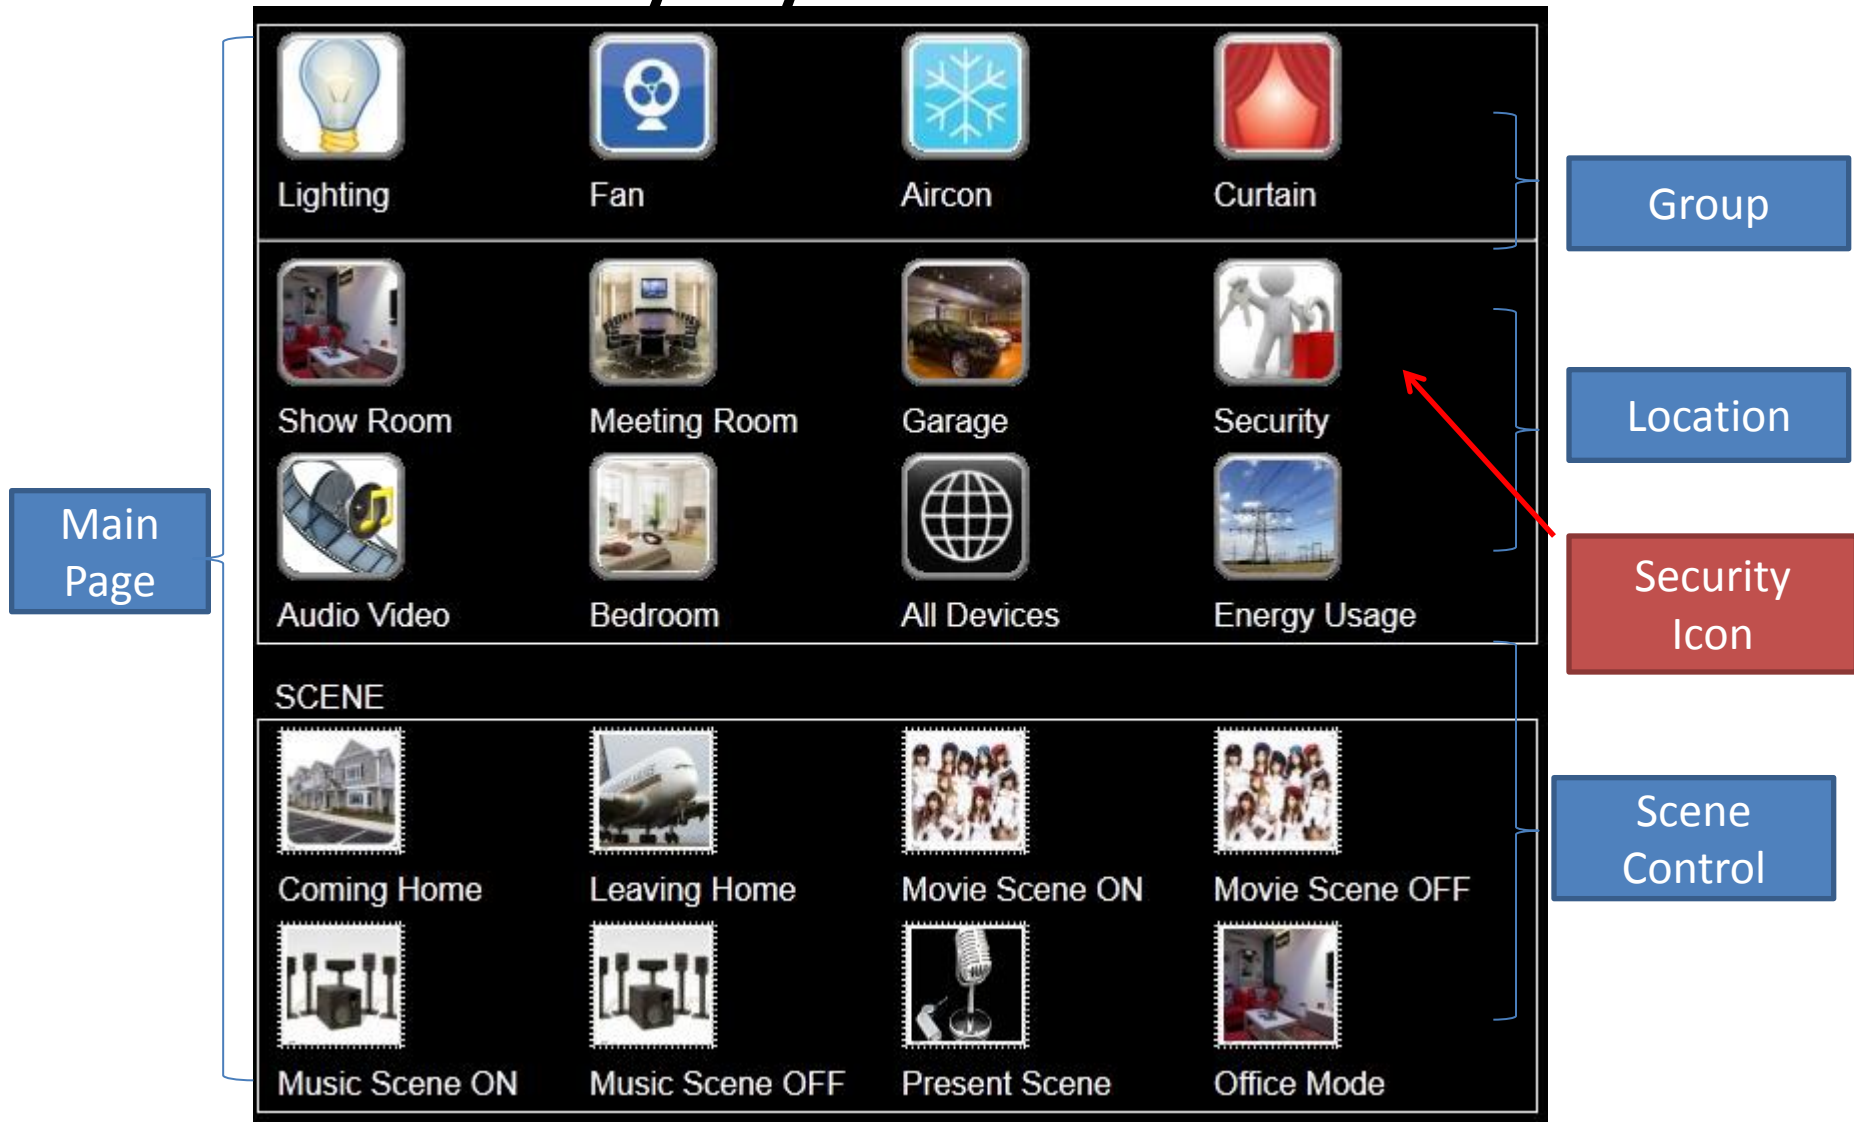 Lighting
Fan
Aircon
Curtain
Group
Show Room
Meeting Room
Garage
Security
Location
Main
Page
Audio Video
Bedroom
All Devices
Energy Usage
Security
Icon
SCENE
Coming Home
Leaving Home
Movie Scene ON
Movie Scene OFF
Scene
Control
Music Scene ON
Music Scene OFF
Present Scene
Office Mode